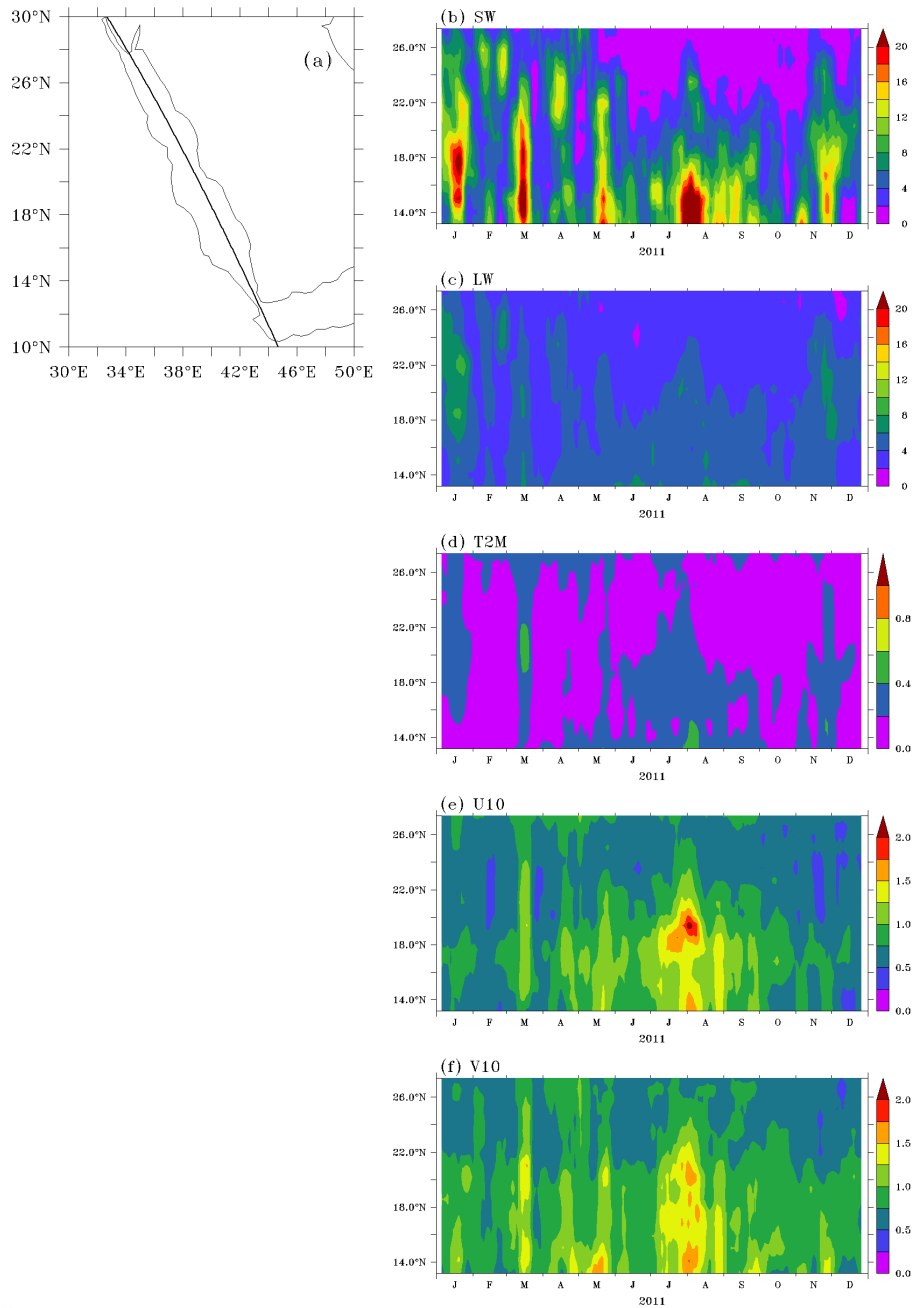 (a)
30°N
26°N
22°N
18°N
14°N
10°N
30°E 34°E 38°E 42°E 46°E 50°E
(b) SW
26.0°N
22.0°N
18.0°N
14.0°N
J F M A M J J A S O N D
2011
20
16
12
8
4
0
(c) LW
26.0°N
22.0°N
18.0°N
14.0°N
J F M A M J J A S O N D
2011
20
16
12
8
4
0
(d) T2M
26.0°N
22.0°N
18.0°N
14.0°N
J F M A M J J A S O N D
2011
0.8
0.6
0.4
0.2
0.0
(e) U10
26.0°N
22.0°N
18.0°N
14.0°N
J F M A M J J A S O N D
2011
2.0
1.5
1.0
0.5
0.0
(f) V10
26.0°N
22.0°N
18.0°N
14.0°N
J F M A M J J A S O N D
2011
2.0
1.5
1.0
0.5
0.0